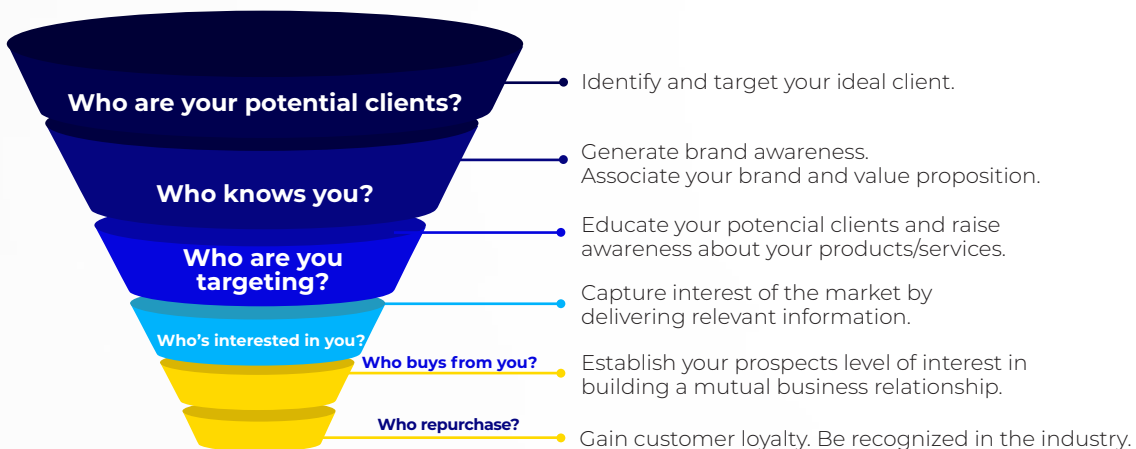 Who are your potential clients?
Identify and target your ideal client.
Who knows you?
Generate brand awareness.
Associate your brand and value proposition.
Who are you
targeting?
Educate your potencial clients and raise
awareness about your products/services.
Who's interested in you?
Capture interest of the market by
delivering relevant information.
Who buys from you?
Establish your prospects level of interest in
building a mutual business relationship.
Who repurchase?
Gain customer loyalty. Be recognized in the industry.